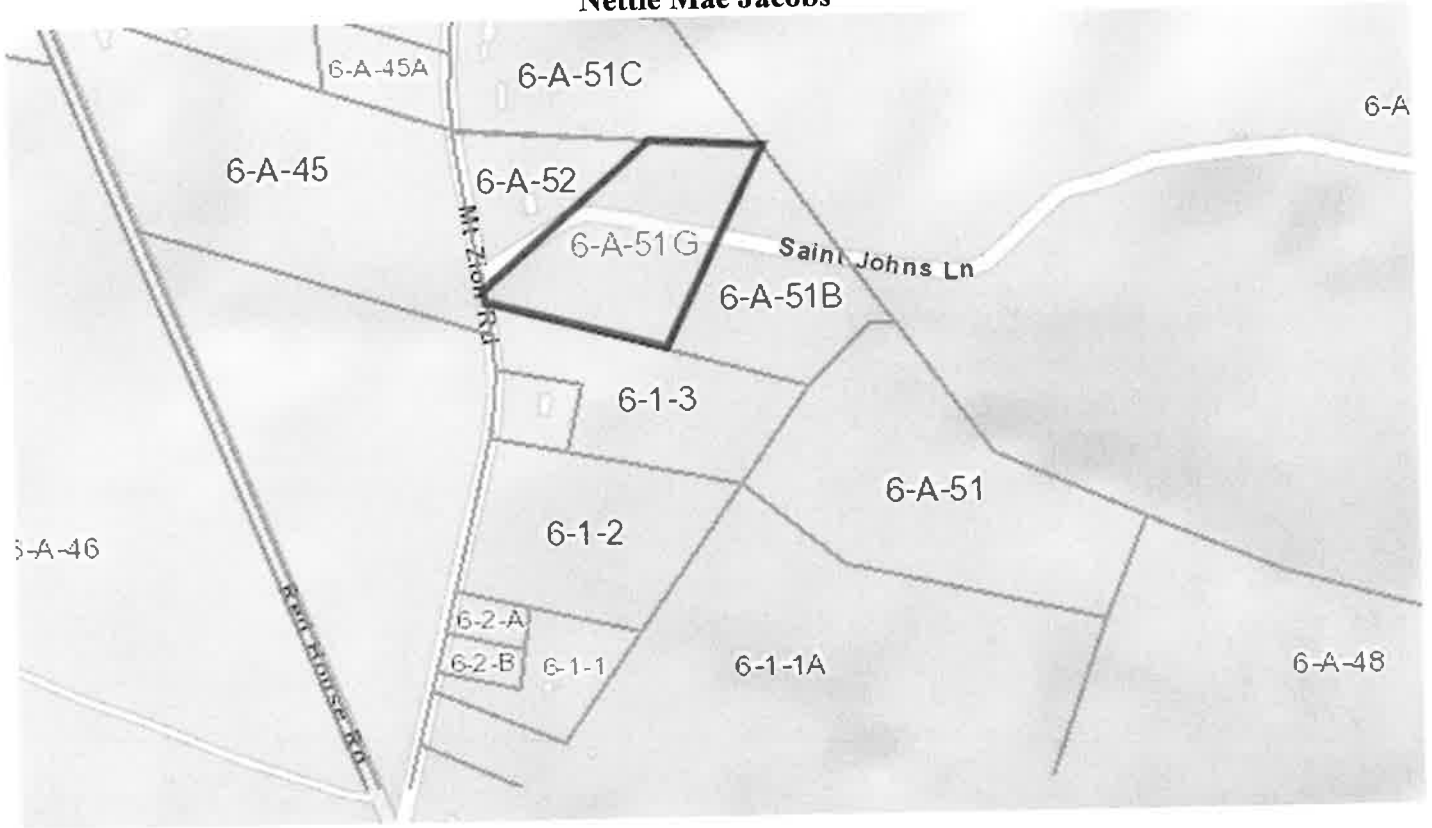 Nettie Mae Jacobs
6-A-45A
6-A-51C
6-A
6-A-45
6-A-52
Mt Zion Rd
6-A-51G
Saint Johns Ln
6-A-51B
6-1-3
6-A-51
6-1-2
6-A-46
Red House Rd
6-2-A
6-2-B
6-1-1
6-1-1A
6-A-48